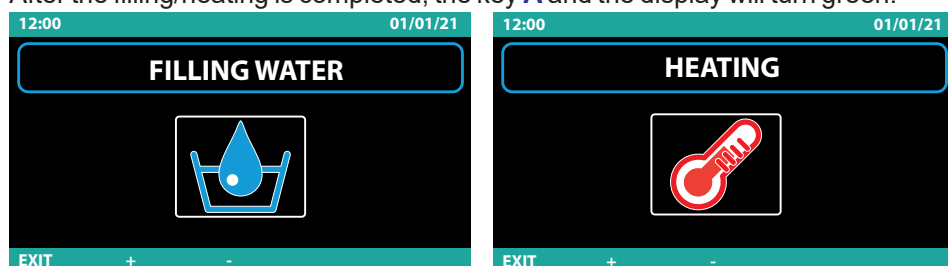 After the filling/heating is completed, the key A and the display will turn green.
12:00 01/01/21
FILLING WATER
EXIT + -
12:00 01/01/21
HEATING
EXIT + -